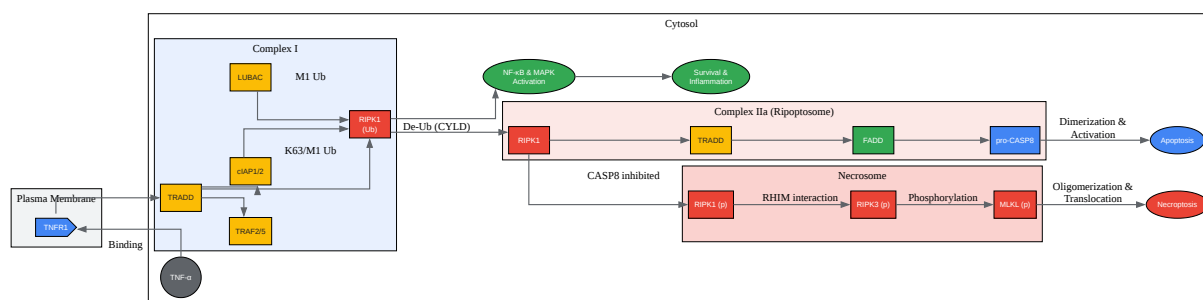 Cytosol
Complex I
LUBAC
M1 Ub
RIPK1
(Ub)
K63/M1 Ub
cIAP1/2
TRADD
TRAF2/5
Plasma Membrane
TNFR1
Binding
TNF-α
NF-κB & MAPK
Activation
Survival &
Inflammation
De-Ub (CYLD)
Complex IIa (Ripoptosome)
RIPK1
TRADD
FADD
pro-CASP8
Dimerization &
Activation
Apoptosis
CASP8 inhibited
Necrosome
RIPK1 (p)
RHIM interaction
RIPK3 (p)
Phosphorylation
MLKL (p)
Oligomerization &
Translocation
Necroptosis